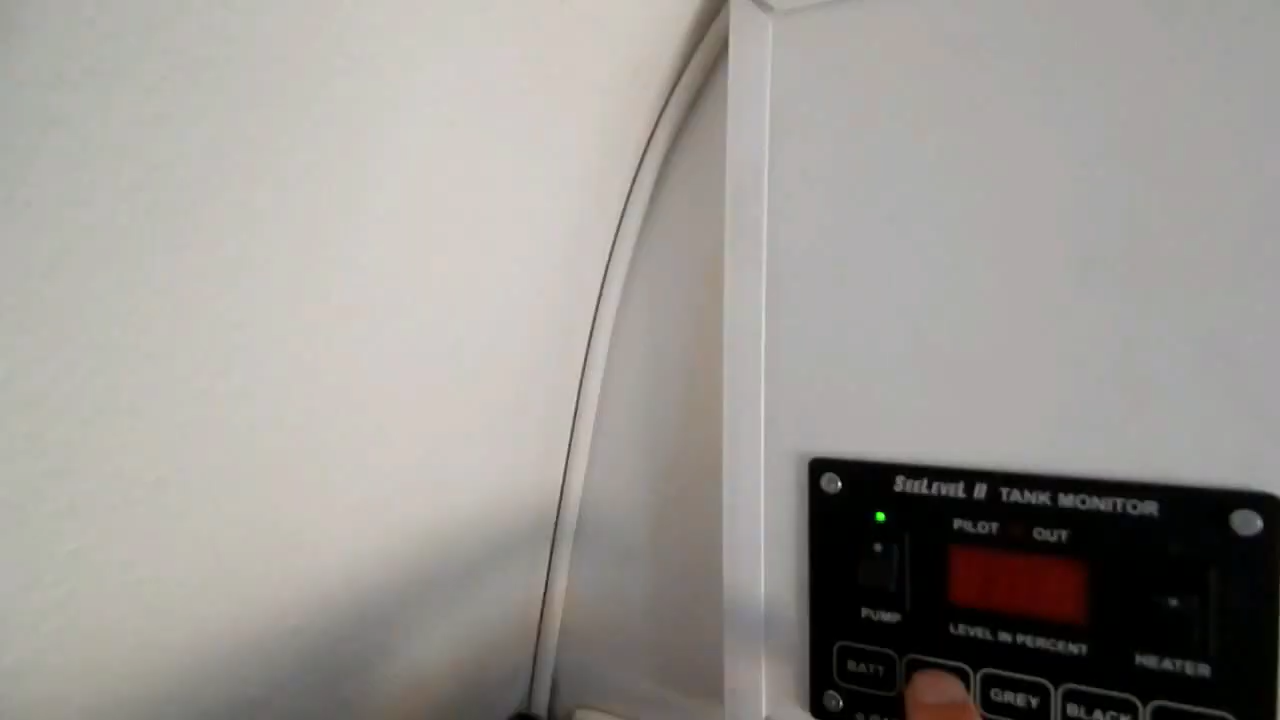 SEELEVEL II TANK MONITOR
PILOT OUT
PUMP
LEVEL IN PERCENT
HEATER
BATT
GREY
BLACK